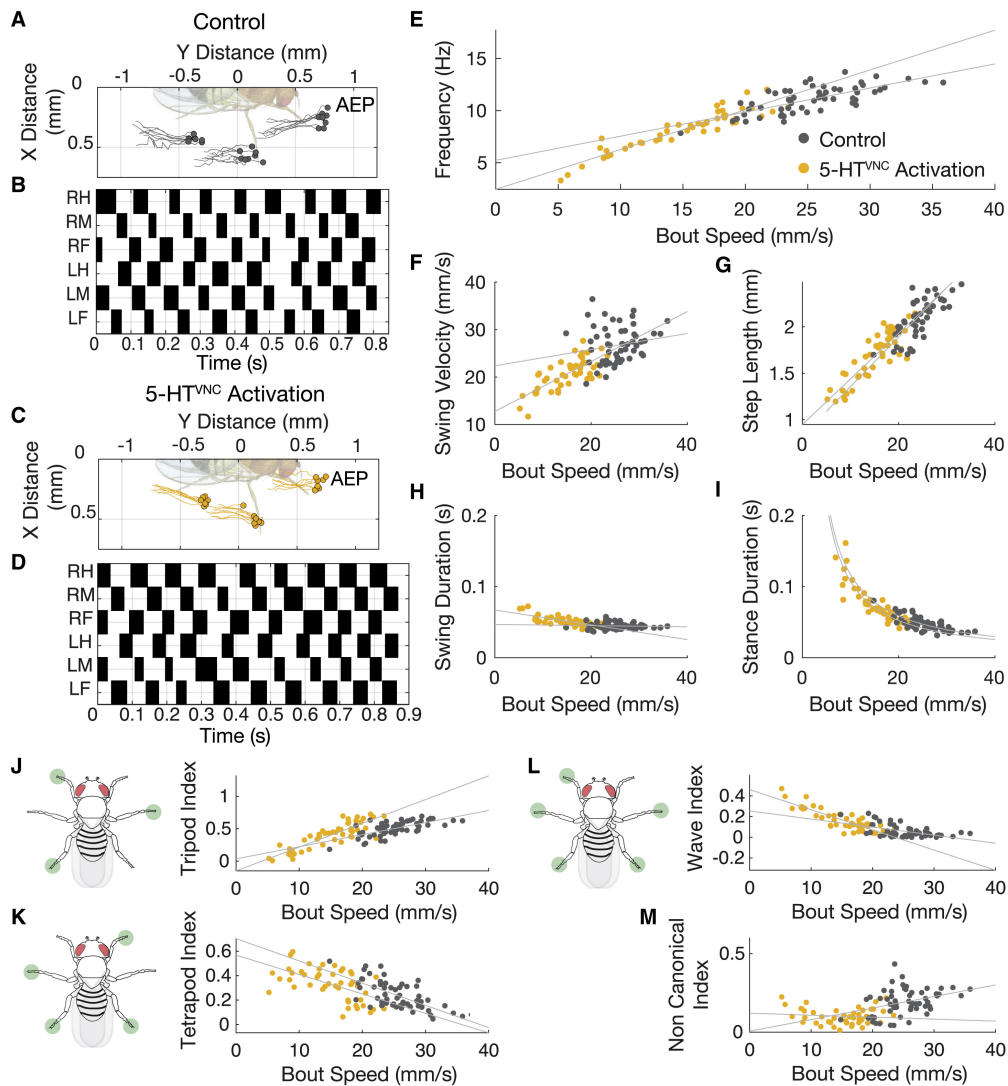 A
Control
Y Distance (mm)
-1 -0.5 0 0.5 1
X Distance (mm)
0
0.5
AEP
B
RH
RM
RF
LH
LM
LF
0 0.1 0.2 0.3 0.4 0.5 0.6 0.7 0.8
Time (s)
5-HTVNC Activation
C
Y Distance (mm)
-1 -0.5 0 0.5 1
X Distance (mm)
0
0.5
AEP
D
RH
RM
RF
LH
LM
LF
0 0.1 0.2 0.3 0.4 0.5 0.6 0.7 0.8 0.9
Time (s)
E
Frequency (Hz)
15
10
5
Control
5-HTVNC Activation
0 5 10 15 20 25 30 35 40
Bout Speed (mm/s)
F
Swing Velocity (mm/s)
40
30
20
10
0 20 40
Bout Speed (mm/s)
G
Step Length (mm)
2
1.5
1
0 20 40
Bout Speed (mm/s)
H
Swing Duration (s)
0.2
0.1
0
0 20 40
Bout Speed (mm/s)
I
Stance Duration (s)
0.2
0.1
0
0 20 40
Bout Speed (mm/s)
J
Tripod Index
1
0.5
0
0 10 20 30 40
Bout Speed (mm/s)
L
Wave Index
0.4
0.2
0
-0.2
0 10 20 30 40
Bout Speed (mm/s)
K
Tetrapod Index
0.6
0.4
0.2
0
0 10 20 30 40
Bout Speed (mm/s)
M
Non Canonical
Index
0.5
0
0 10 20 30 40
Bout Speed (mm/s)